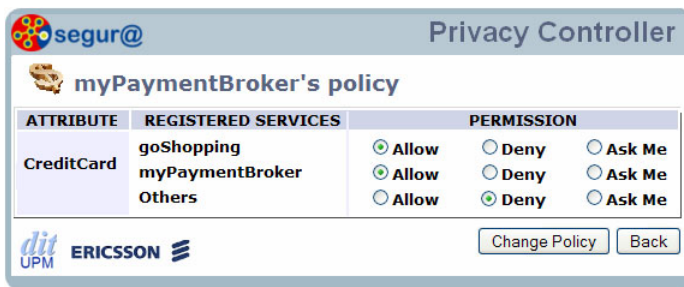 segur@ Privacy Controller
myPaymentBroker's policy
ATTRIBUTE REGISTERED SERVICES PERMISSION
goShopping Allow Deny Ask Me
CreditCard myPaymentBroker Allow Deny Ask Me
Others Allow Deny Ask Me
dit UPM ERICSSON Change Policy Back